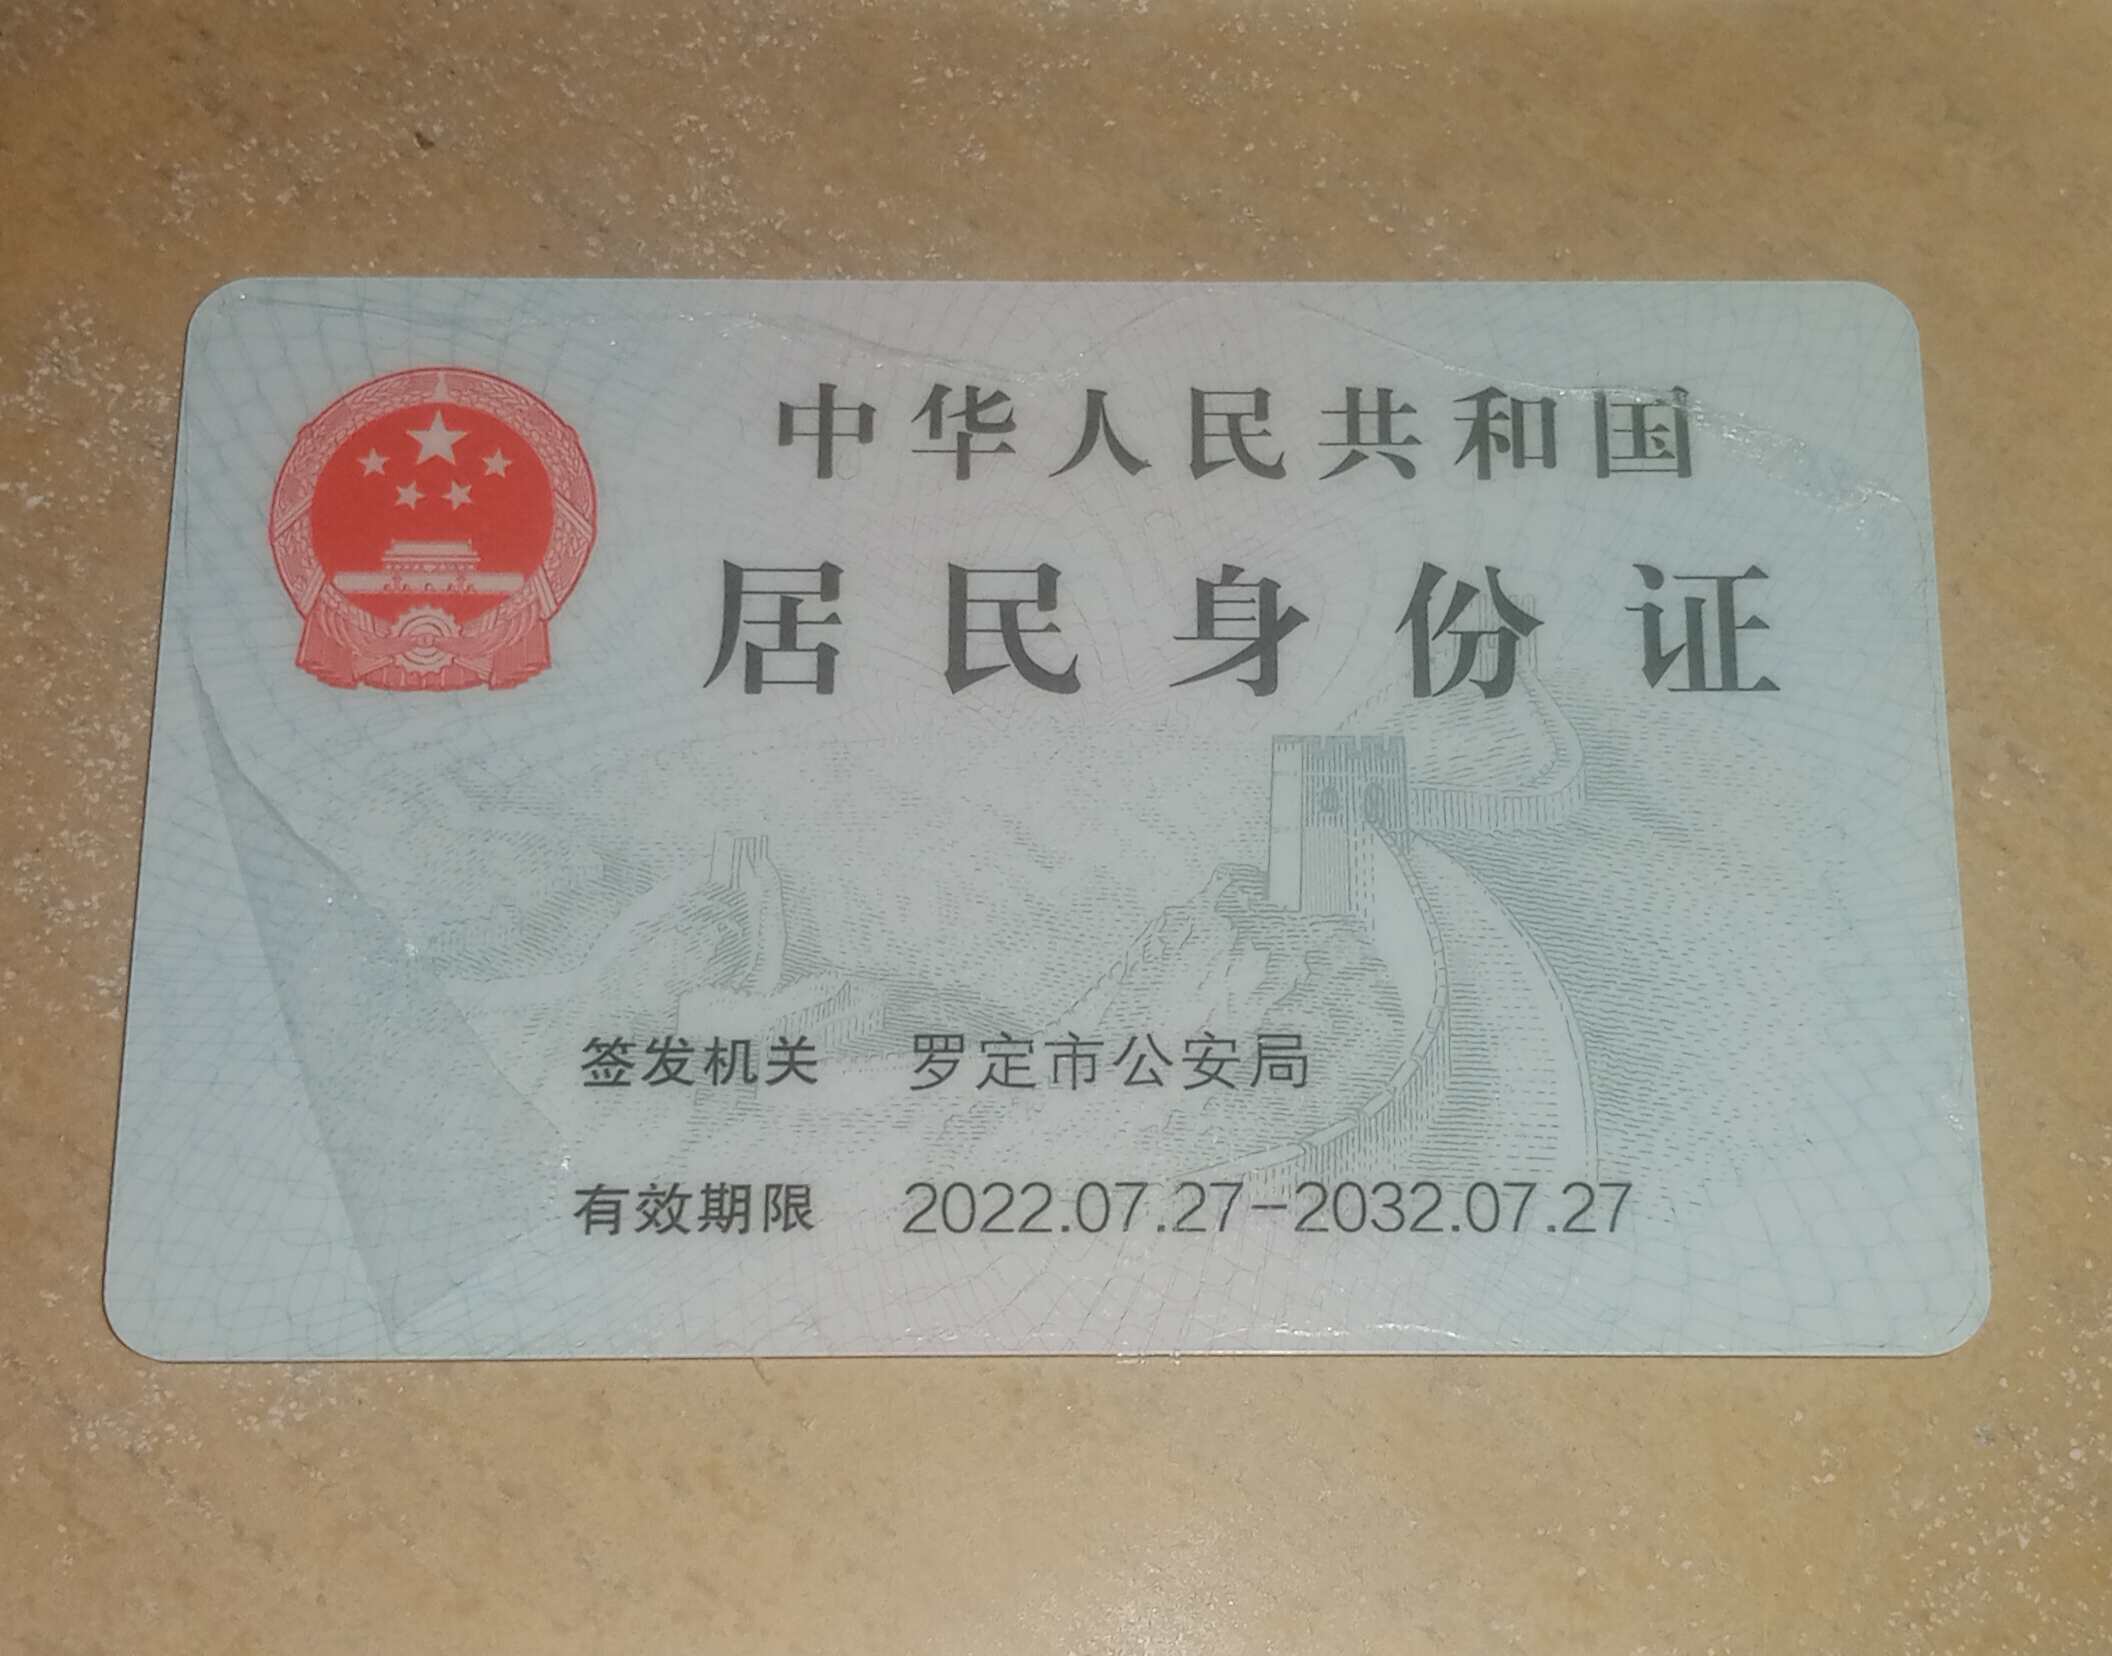 中华人民共和国
居民身份证
签发机关 罗定市公安局
有效期限 2022.07.27-2032.07.27